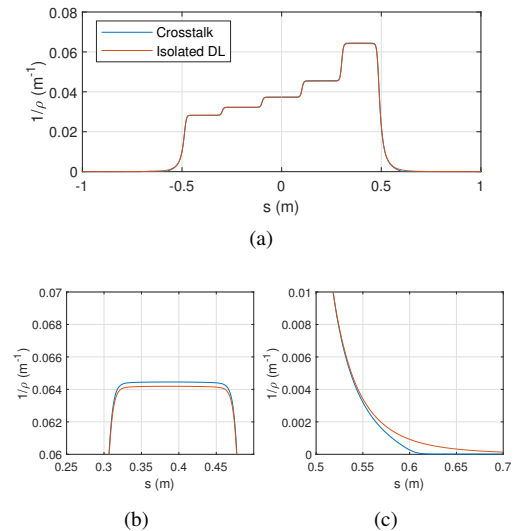 0.08
0.06
0.04
0.02
0
1/ρ (m⁻¹)
Crosstalk
Isolated DL
-1 -0.5 0 0.5 1
s (m)
(a)
0.07
0.068
0.066
0.064
0.062
0.06
1/ρ (m⁻¹)
0.25 0.3 0.35 0.4 0.45
s (m)
(b)
0.01
0.008
0.006
0.004
0.002
0
1/ρ (m⁻¹)
0.5 0.55 0.6 0.65 0.7
s (m)
(c)